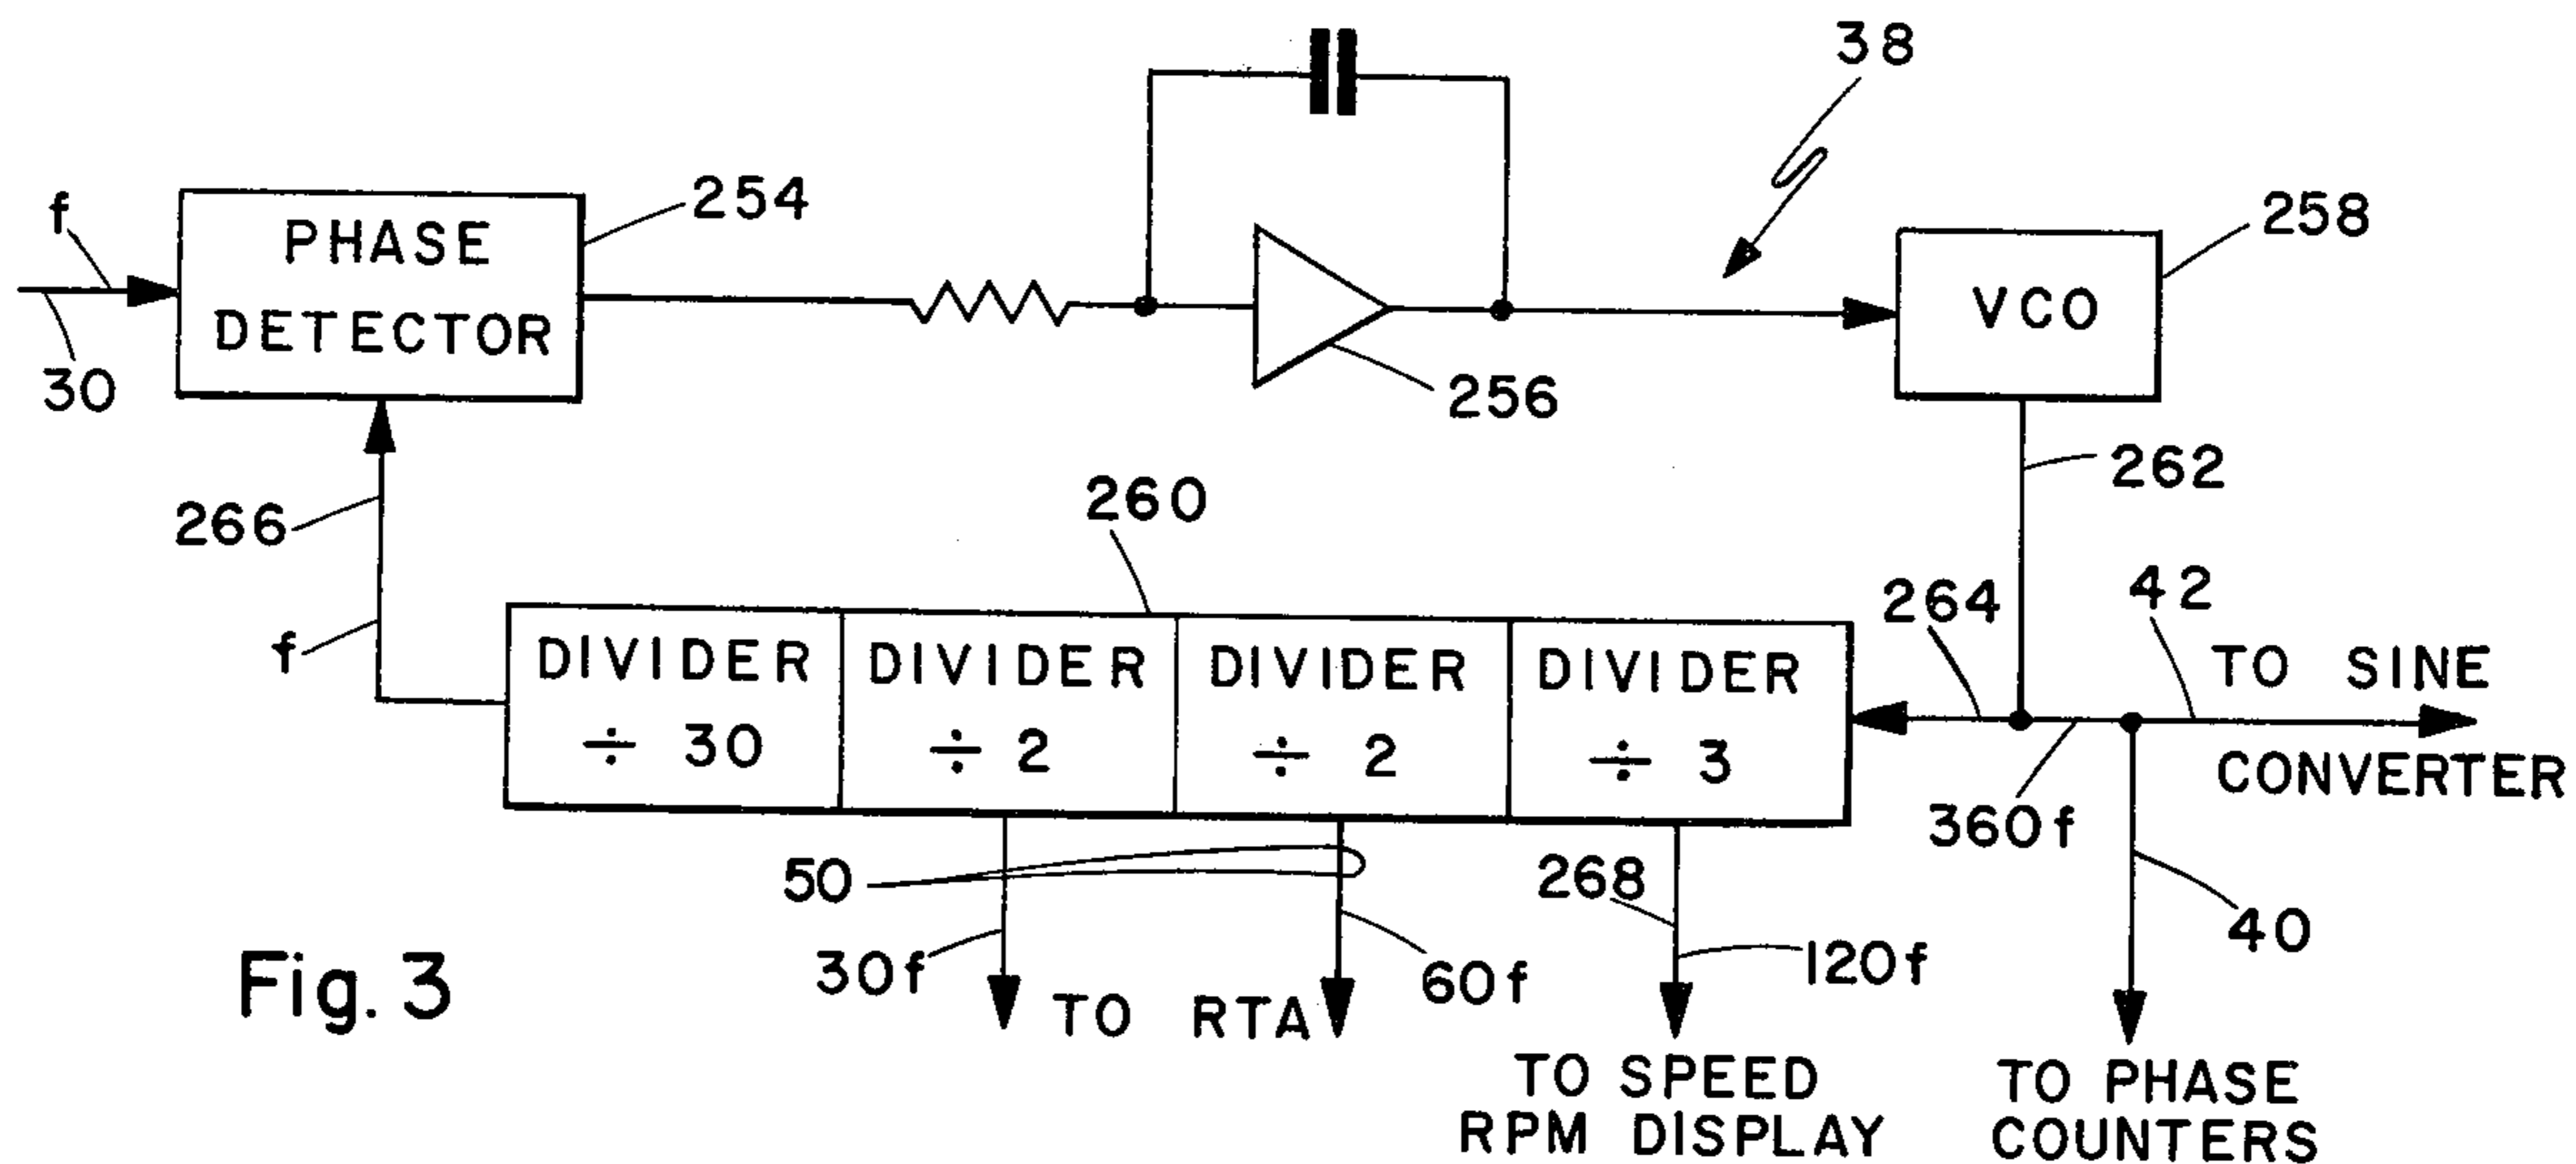 38
f
PHASE
DETECTOR
254
258
VCO
30
256
262
266
260
264
42
f
DIVIDER
÷ 30
DIVIDER
÷ 2
DIVIDER
÷ 2
DIVIDER
÷ 3
TO SINE
CONVERTER
360f
50
268
40
30f
60f
120f
TO RTA
TO SPEED
RPM DISPLAY
TO PHASE
COUNTERS
Fig. 3